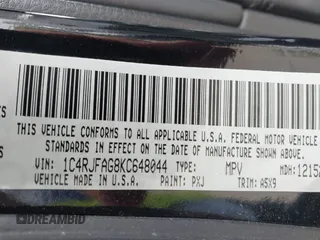 THIS VEHICLE CONFORMS TO ALL APPLICABLE U.S.A. FEDERAL MOTOR VEHICLE
STANDARDS IN EFFECT ON THE DATE OF MANUFACTURE SHOWN ABOVE.
VIN: 1C4RJFAG8KC648044 TYPE: MPV MDH:
VEHICLE MADE IN U.S.A. PAINT: PXJ TRIM: A5X9